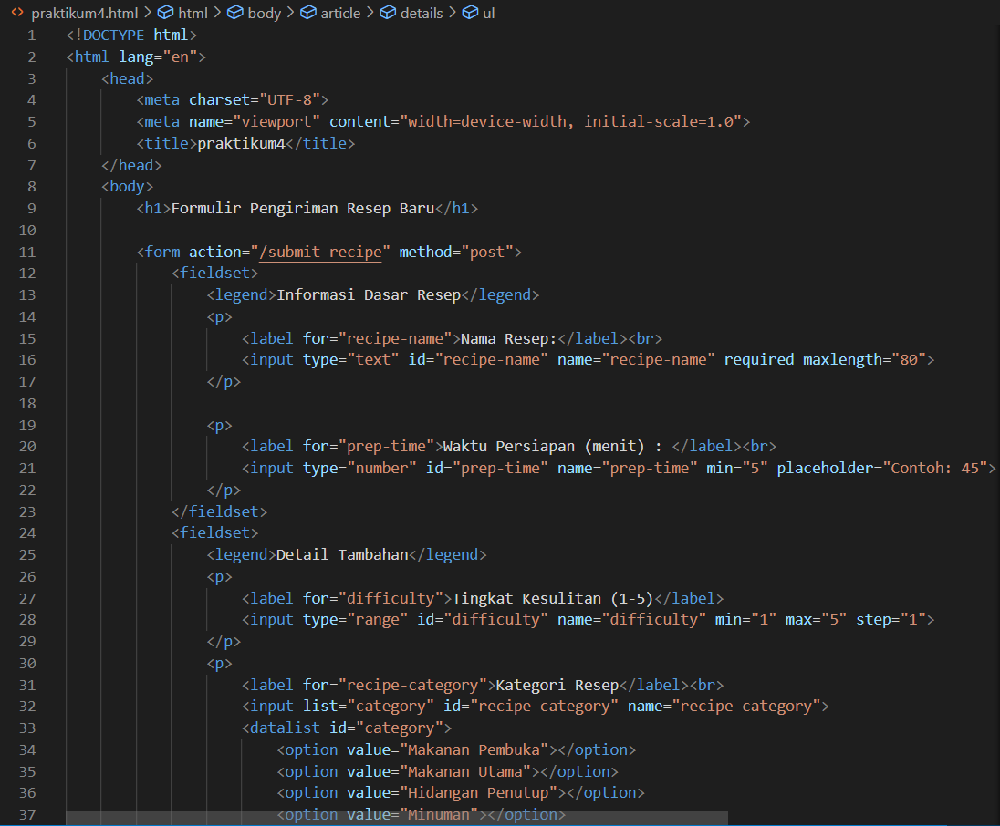 <> praktikum4.html > html > body > article > details > ul
1 <!DOCTYPE html>
2 <html lang="en">
3     <head>
4         <meta charset="UTF-8">
5         <meta name="viewport" content="width=device-width, initial-scale=1.0">
6         <title>praktikum4</title>
7     </head>
8     <body>
9         <h1>Formulir Pengiriman Resep Baru</h1>
10
11         <form action="/submit-recipe" method="post">
12             <fieldset>
13                 <legend>Informasi Dasar Resep</legend>
14                 <p>
15                     <label for="recipe-name">Nama Resep:</label><br>
16                     <input type="text" id="recipe-name" name="recipe-name" required maxlength="80">
17                 </p>
18
19                 <p>
20                     <label for="prep-time">Waktu Persiapan (menit) : </label><br>
21                     <input type="number" id="prep-time" name="prep-time" min="5" placeholder="Contoh: 45">
22                 </p>
23             </fieldset>
24             <fieldset>
25                 <legend>Detail Tambahan</legend>
26                 <p>
27                     <label for="difficulty">Tingkat Kesulitan (1-5)</label>
28                     <input type="range" id="difficulty" name="difficulty" min="1" max="5" step="1">
29                 </p>
30                 <p>
31                     <label for="recipe-category">Kategori Resep</label><br>
32                     <input list="category" id="recipe-category" name="recipe-category">
33                     <datalist id="category">
34                         <option value="Makanan Pembuka"></option>
35                         <option value="Makanan Utama"></option>
36                         <option value="Hidangan Penutup"></option>
37                         <option value="Minuman"></option>